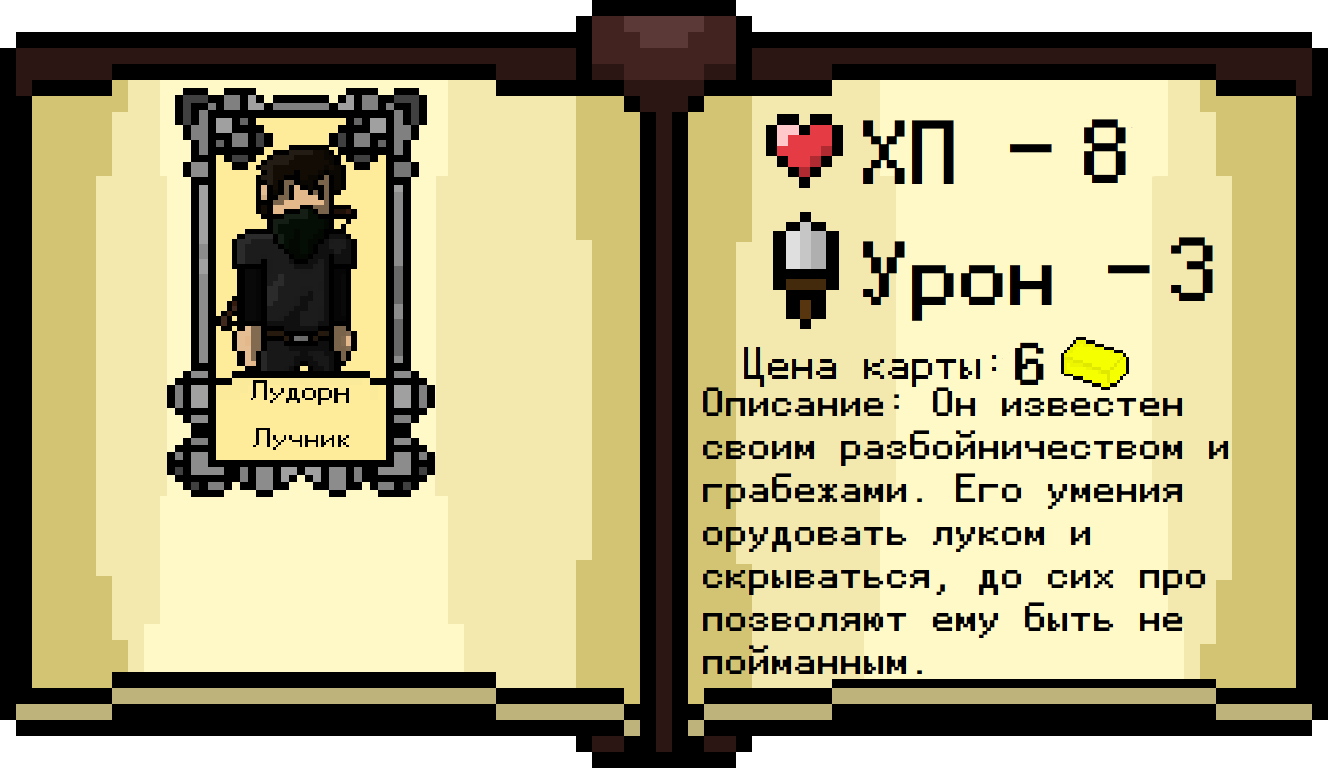 Лудорн
Лучник
ХП - 8
Урон - 3
Цена карты: 6
Описание: Он известен
своим разбойничеством и
грабежами. Его умения
орудовать луком и
скрываться, до сих про
позволяют ему быть не
пойманным.